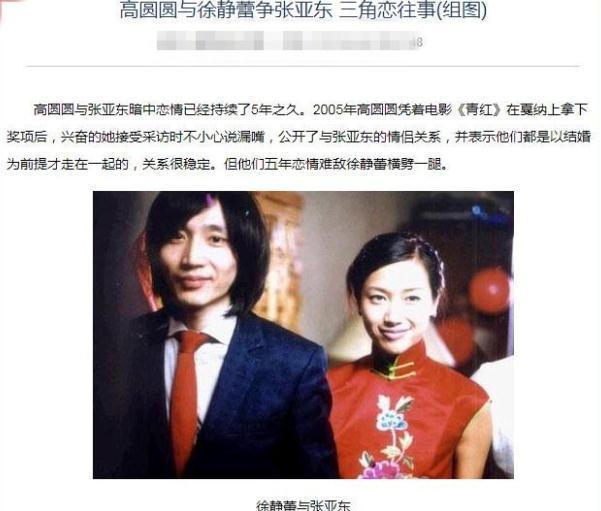 高圆圆与徐静蕾争张亚东 三角恋往事(组图)
高圆圆与张亚东暗中恋情已经持续了5年之久。2005年高圆圆凭着电影《青红》在戛纳上拿下
奖项后，兴奋的她接受采访时不小心说漏嘴，公开了与张亚东的情侣关系，并表示他们都是以结婚
为前提才走在一起的，关系很稳定。但他们五年恋情难敌徐静蕾横劈一腿。
徐静蕾与张亚东